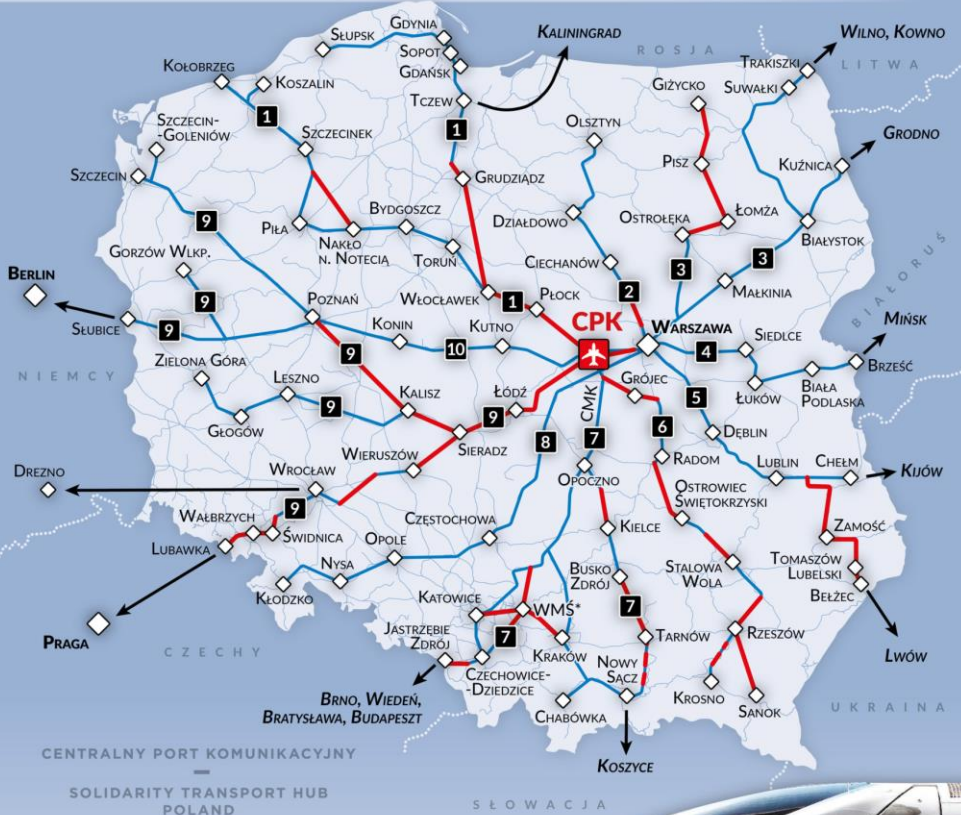 Gdynia
Słupsk
Sopot
Gdańsk
Tczew
Kaliningrad
ROSJA
Wilno, Kowno
Trakiszki
LITWA
Suwałki
Kołobrzeg
Koszalin
1
Szczecin-
-Goleniów
Szczecinek
1
Giżycko
Olsztyn
Grodno
Szczecin
Pisz
Kuźnica
Grudziądz
9
Piła
Nakło
n. Notecią
Bydgoszcz
Toruń
Działdowo
Ostrołęka
Łomża
Białystok
Gorzów Wlkp.
Ciechanów
3
3
Małkinia
BIAŁORUŚ
Berlin
9
Włocławek
1
Płock
2
Słubice
9
Poznań
Konin
10
Kutno
CPK
Warszawa
4
Siedlce
Mińsk
Brześć
NIEMCY
Zielona Góra
9
Leszno
9
Kalisz
Łódź
CMK
Grójec
5
Łuków
Biała
Podlaska
Głogów
9
Sieradz
8
7
6
Dęblin
Drezno
Wrocław
Wieruszów
Opoczno
Radom
Lublin
Chełm
Kijów
9
Wałbrzych
Świdnica
Lubawka
Częstochowa
Opole
Nysa
Kłodzko
Kielce
Ostrowiec
Świętokrzyski
Zamość
Tomaszów
Lubelski
Bełżec
Busko
Zdrój
Stalowa
Wola
Praga
Katowice
WMŚ*
7
7
Tarnów
Rzeszów
Lwów
CZECHY
Jastrzębie
Zdrój
Kraków
Nowy
Sącz
Czechowice-
-Dziedzice
Chabówka
Krosno
Sanok
UKRAINA
Brno, Wiedeń,
Bratysława, Budapeszt
Koszyce
CENTRALNY PORT KOMUNIKACYJNY
—
SOLIDARITY TRANSPORT HUB
POLAND
SŁOWACJA